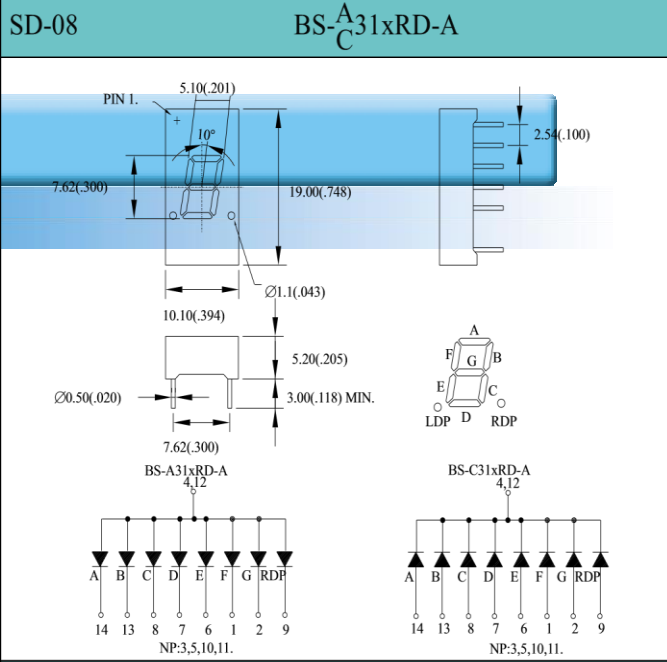 SD-08
BS-A/C31xRD-A
5.10(.201)
PIN 1.
+
10°
2.54(.100)
7.62(.300)
19.00(.748)
Ø1.1(.043)
10.10(.394)
5.20(.205)
Ø0.50(.020)
3.00(.118) MIN.
7.62(.300)
A
F G B
E C
LDP D RDP
BS-A31xRD-A
4,12
A B C D E F G RDP
14 13 8 7 6 1 2 9
NP:3,5,10,11.
BS-C31xRD-A
4,12
A B C D E F G RDP
14 13 8 7 6 1 2 9
NP:3,5,10,11.